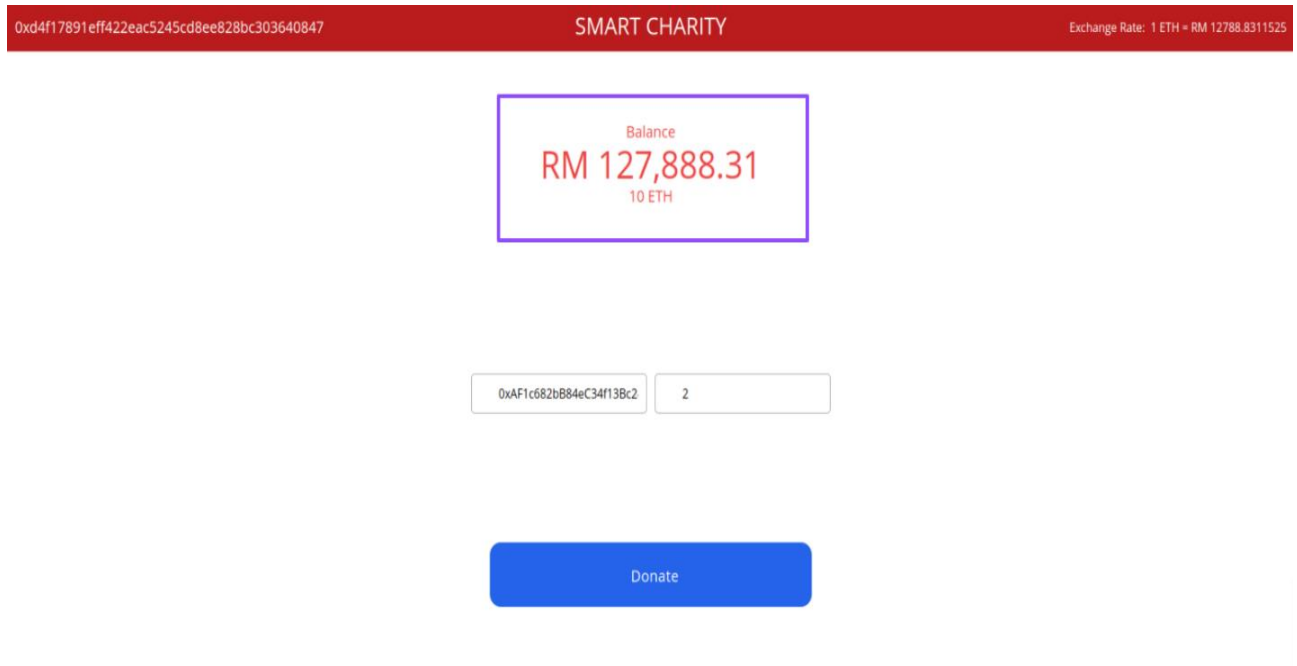 0xd4f17891eff422eac5245cd8ee828bc303640847
SMART CHARITY
Exchange Rate: 1 ETH = RM 12788.8311525
Balance
RM 127,888.31
10 ETH
0xAF1c682bB84eC34f13Bc2
2
Donate